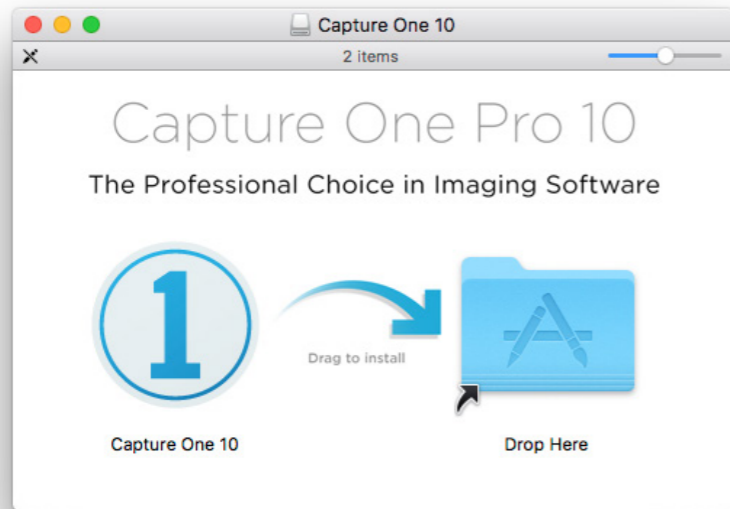 Capture One 10
2 items
Capture One Pro 10
The Professional Choice in Imaging Software
1
Drag to install
Capture One 10
Drop Here